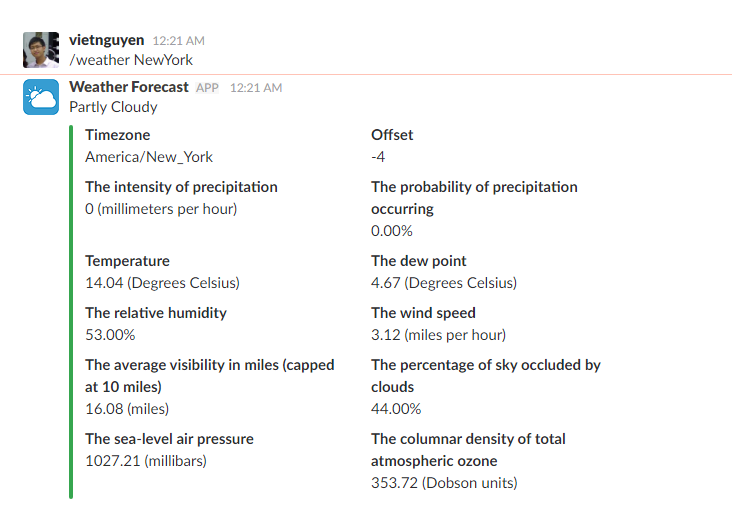 vietnguyen 12:21 AM
/weather NewYork
Weather Forecast APP 12:21 AM
Partly Cloudy
Timezone
America/New_York
Offset
-4
The intensity of precipitation
0 (millimeters per hour)
The probability of precipitation
occurring
0.00%
Temperature
14.04 (Degrees Celsius)
The dew point
4.67 (Degrees Celsius)
The relative humidity
53.00%
The wind speed
3.12 (miles per hour)
The average visibility in miles (capped
at 10 miles)
16.08 (miles)
The percentage of sky occluded by
clouds
44.00%
The sea-level air pressure
1027.21 (millibars)
The columnar density of total
atmospheric ozone
353.72 (Dobson units)